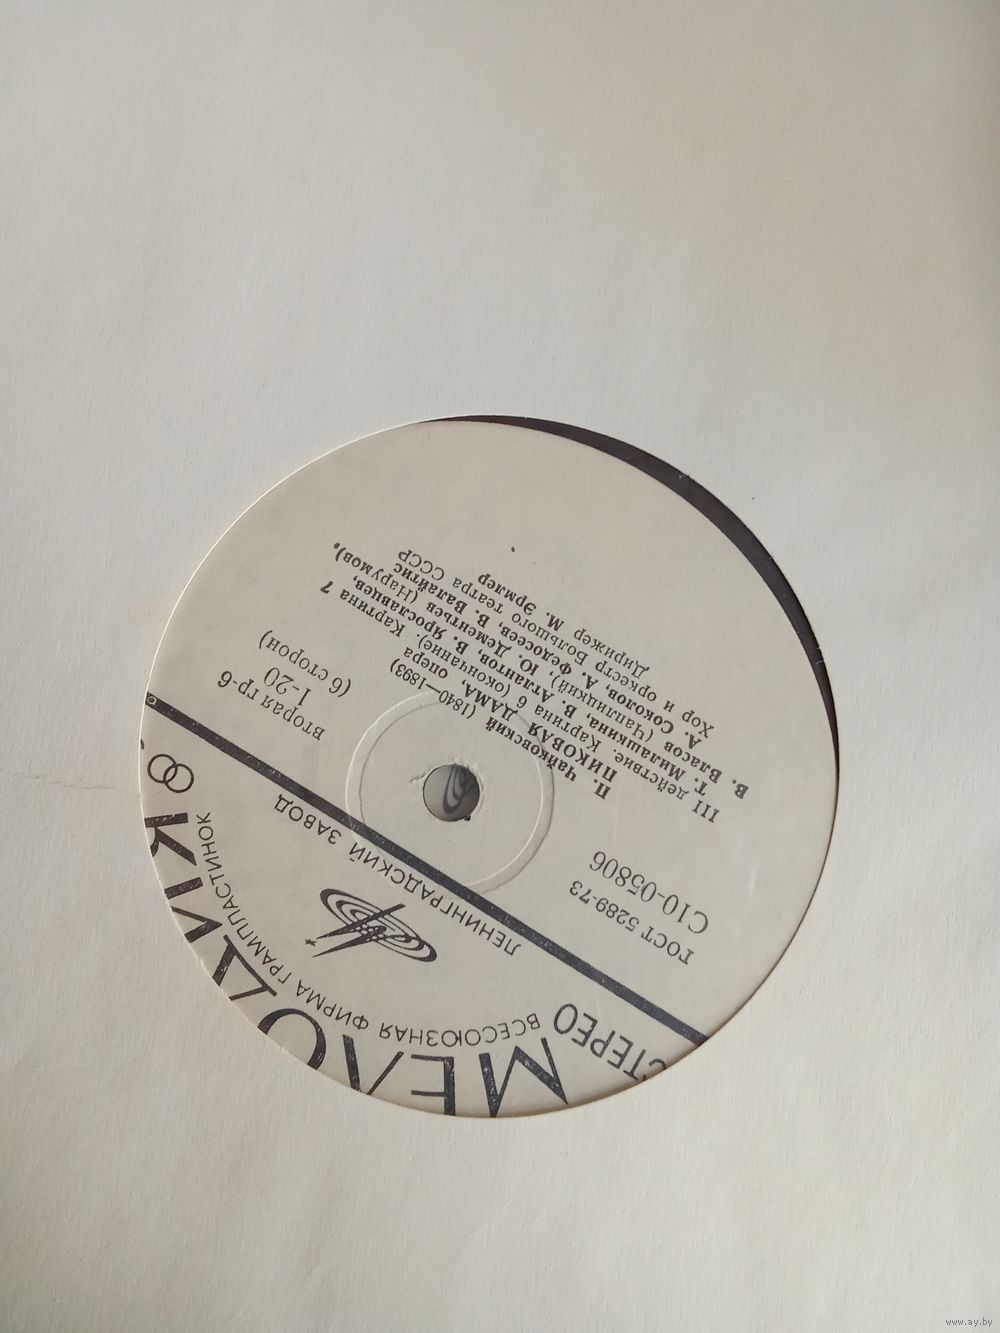 СТЕРЕО
МЕЛОДИЯ
ВСЕСОЮЗНАЯ ФИРМА ГРАМПЛАСТИНОК
ЛЕНИНГРАДСКИЙ ЗАВОД
ГОСТ 5289-73
С10-05806
Вторая гр-6
1-20
(6 сторон)
П. Чайковский (1840—1893)
ПИКОВАЯ ДАМА, опера
III действие. Картина 6 (окончание). Картина 7
Т. Милашкина, В. Атлантов, В. Ярославцев,
В. Власов (Чаплицкий), Ю. Дементьев (Нарумов),
А. Соколов, А. Федосеев, В. Валайтис
Хор и оркестр Большого театра СССР
Дирижер М. Эрмлер
www.ay.by